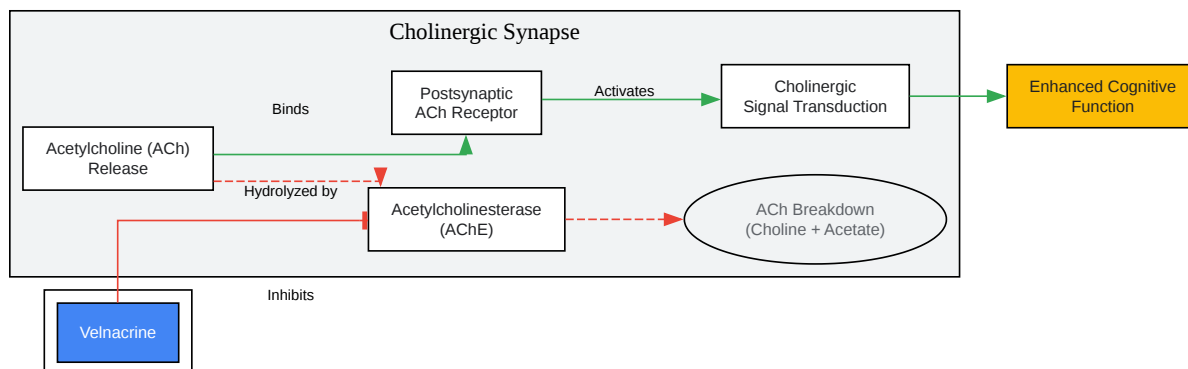 Cholinergic Synapse
Binds
Postsynaptic
ACh Receptor
Activates
Cholinergic
Signal Transduction
Enhanced Cognitive
Function
Acetylcholine (ACh)
Release
Hydrolyzed by
Acetylcholinesterase
(AChE)
ACh Breakdown
(Choline + Acetate)
Inhibits
Velnacrine